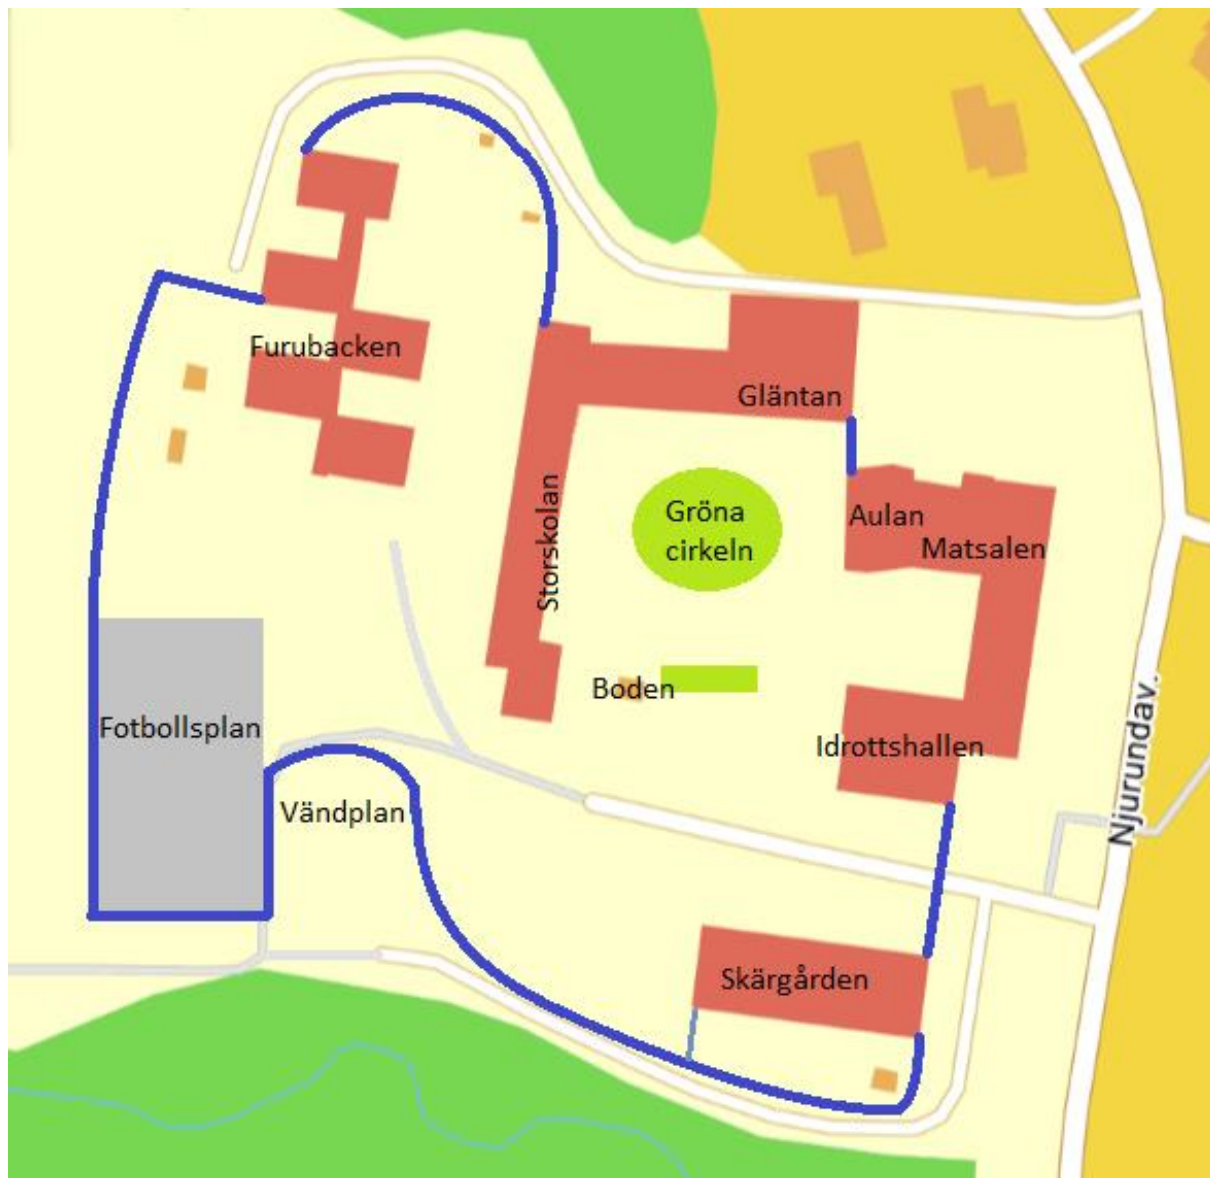 Furubacken
Gläntan
Storskolan
Gröna
cirkeln
Aulan
Matsalen
Boden
Fotbollsplan
Idrottshallen
Vändplan
Njurundav.
Skärgården